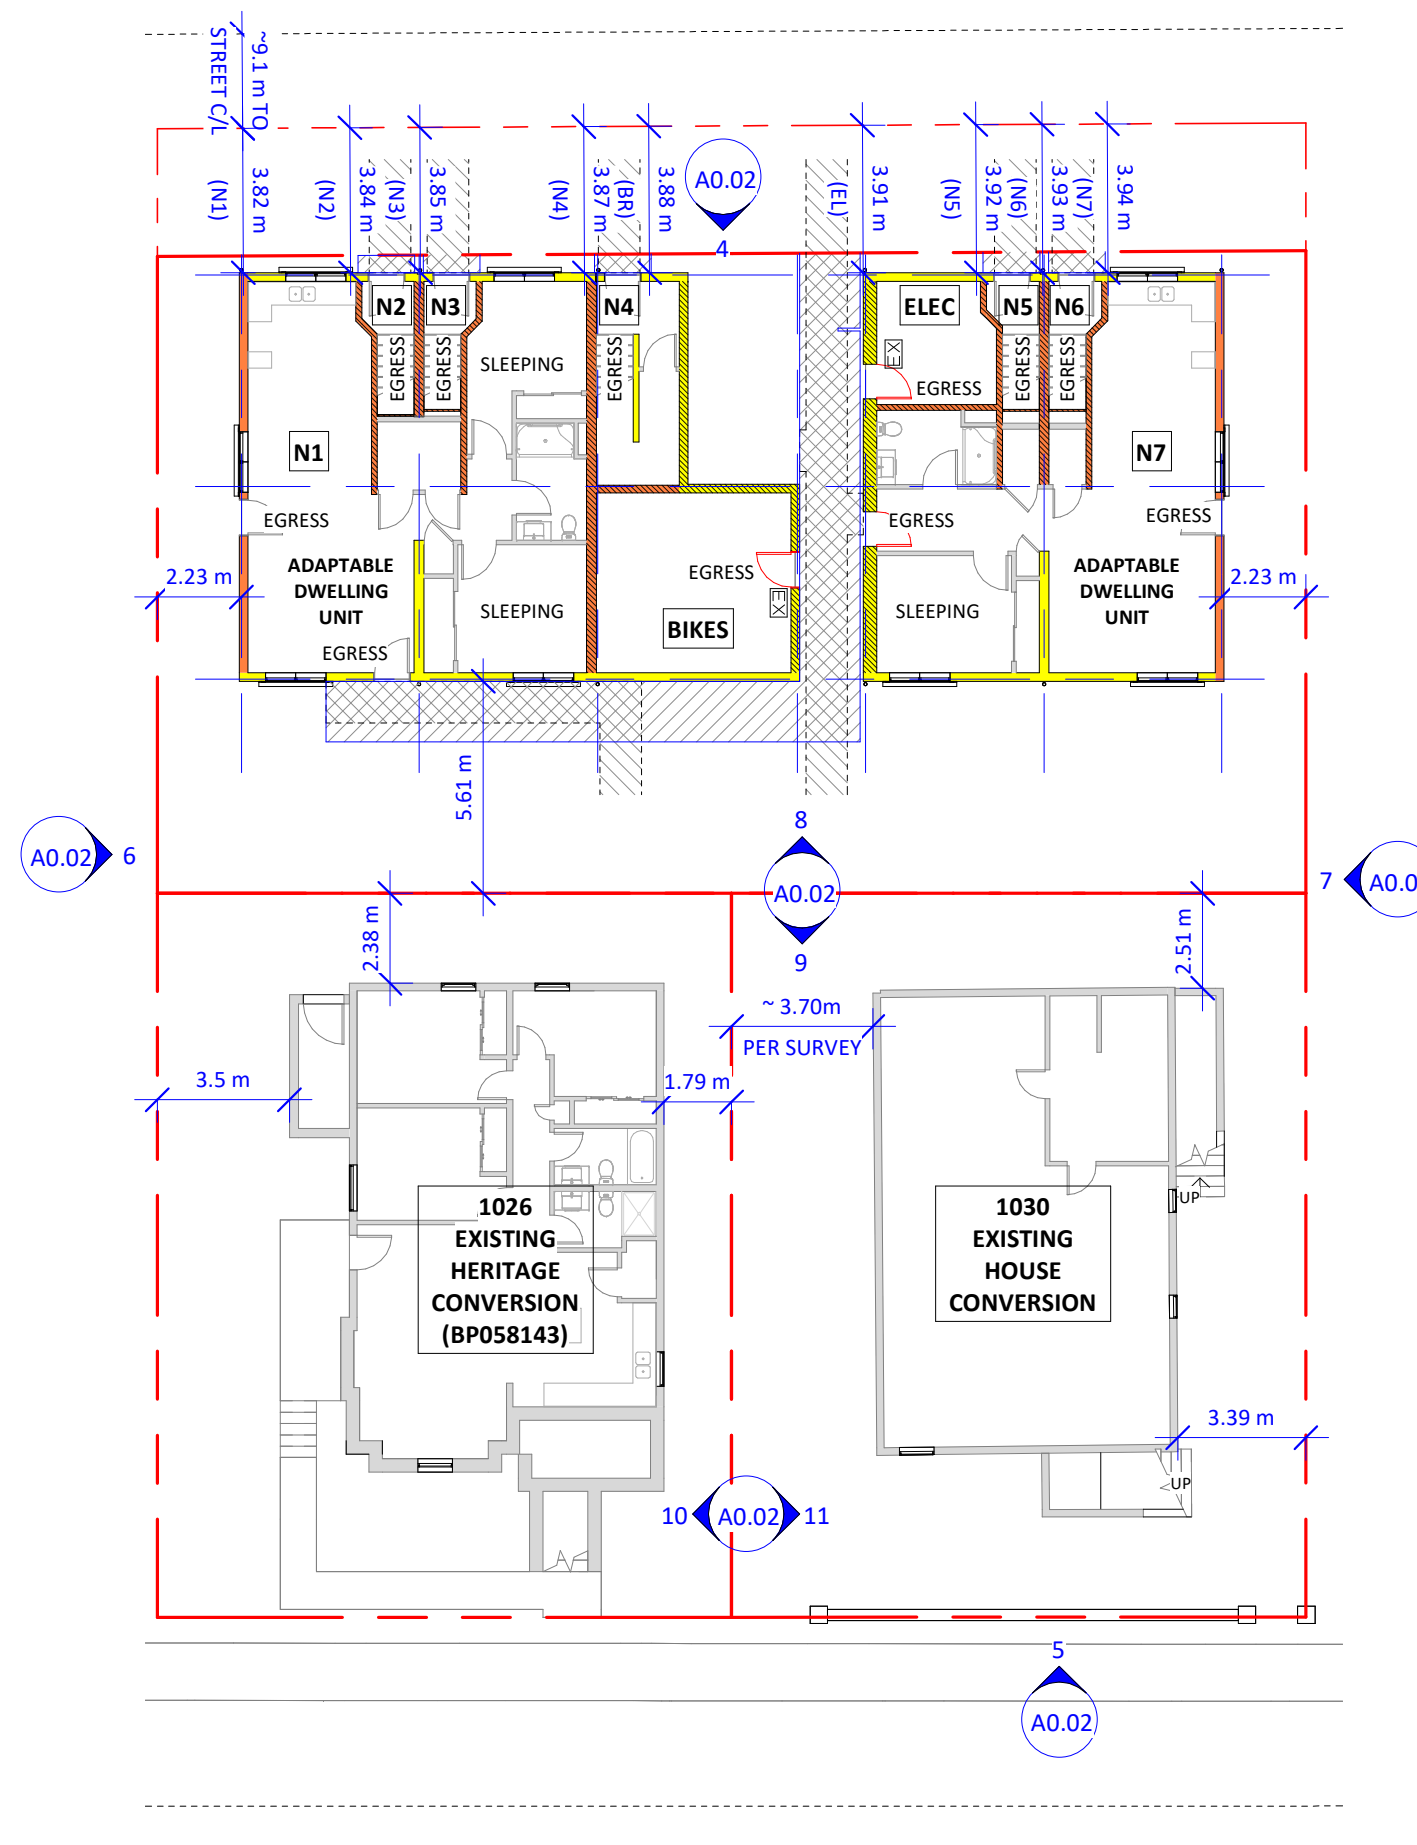 ~9.1 m TO
STREET C/L
3.82 m
(N1)
(N2)
3.84 m
(N3)
3.85 m
(N4)
3.87 m
(BR)
3.88 m
A0.02
4
(EL)
3.91 m
(N5)
3.92 m
(N6)
3.93 m
(N7)
3.94 m
N2
N3
N4
ELEC
N5
N6
EGRESS
EGRESS
SLEEPING
EGRESS
EX
EGRESS
EGRESS
EGRESS
N1
N7
EGRESS
EGRESS
EGRESS
2.23 m
ADAPTABLE
DWELLING
UNIT
EGRESS
SLEEPING
EGRESS
EX
BIKES
SLEEPING
ADAPTABLE
DWELLING
UNIT
2.23 m
5.61 m
A0.02
6
8
A0.02
9
7
A0.0
2.38 m
2.51 m
~ 3.70m
PER SURVEY
3.5 m
1.79 m
1026
EXISTING
HERITAGE
CONVERSION
(BP058143)
1030
EXISTING
HOUSE
CONVERSION
UP
3.39 m
UP
10
A0.02
11
5
A0.02